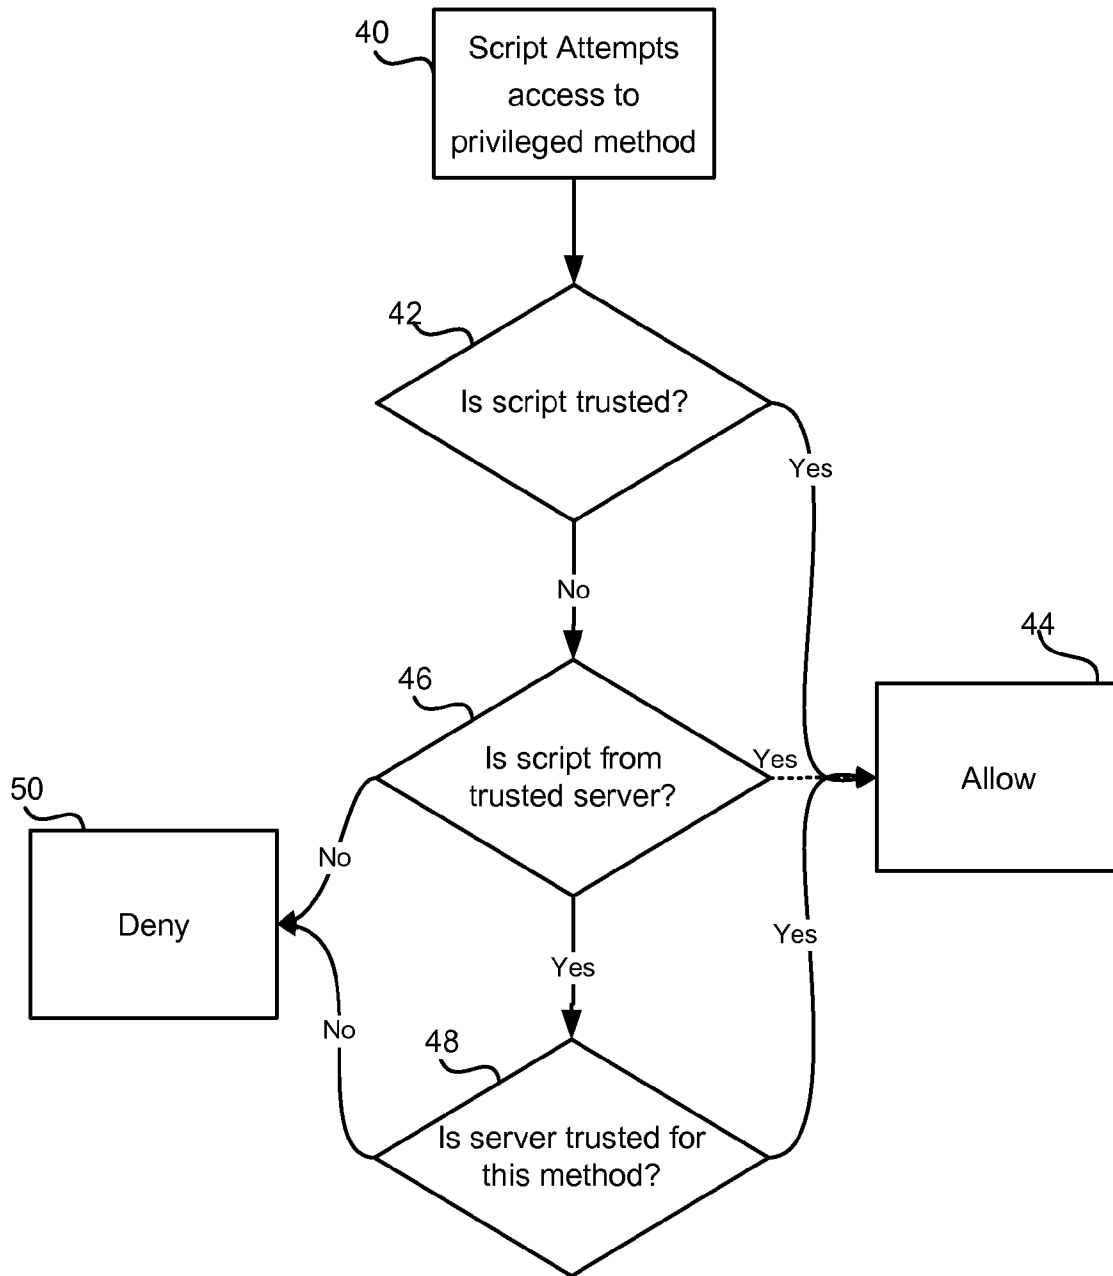 40
Script Attempts
access to
privileged method
42
Is script trusted?
Yes
No
44
46
Is script from
trusted server?
Yes
Allow
50
No
Deny
Yes
Yes
No
48
Is server trusted for
this method?